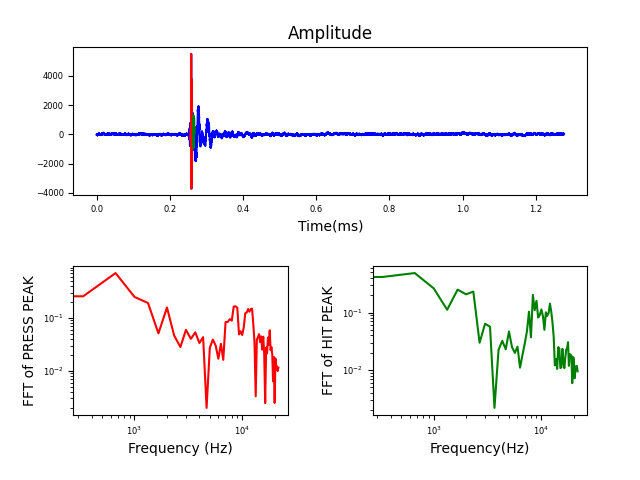 Amplitude
4000
2000
0
−2000
−4000
0.0 0.2 0.4 0.6 0.8 1.0 1.2
Time(ms)
FFT of PRESS PEAK
10⁻¹
10⁻²
10³ 10⁴
Frequency (Hz)
FFT of HIT PEAK
10⁻¹
10⁻²
10³ 10⁴
Frequency(Hz)